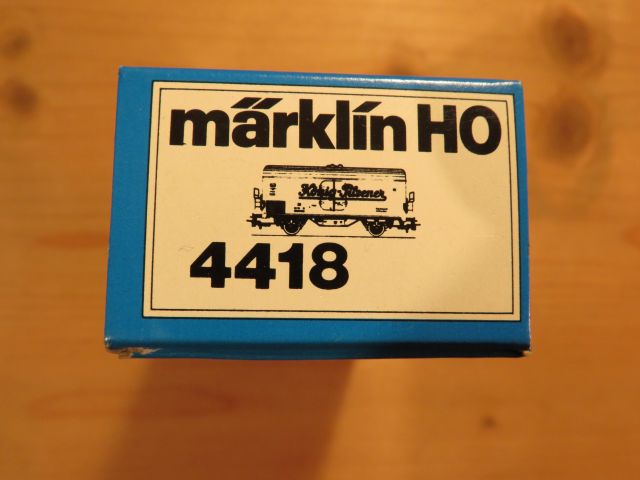 märklin HO
König-Pilsener
4418